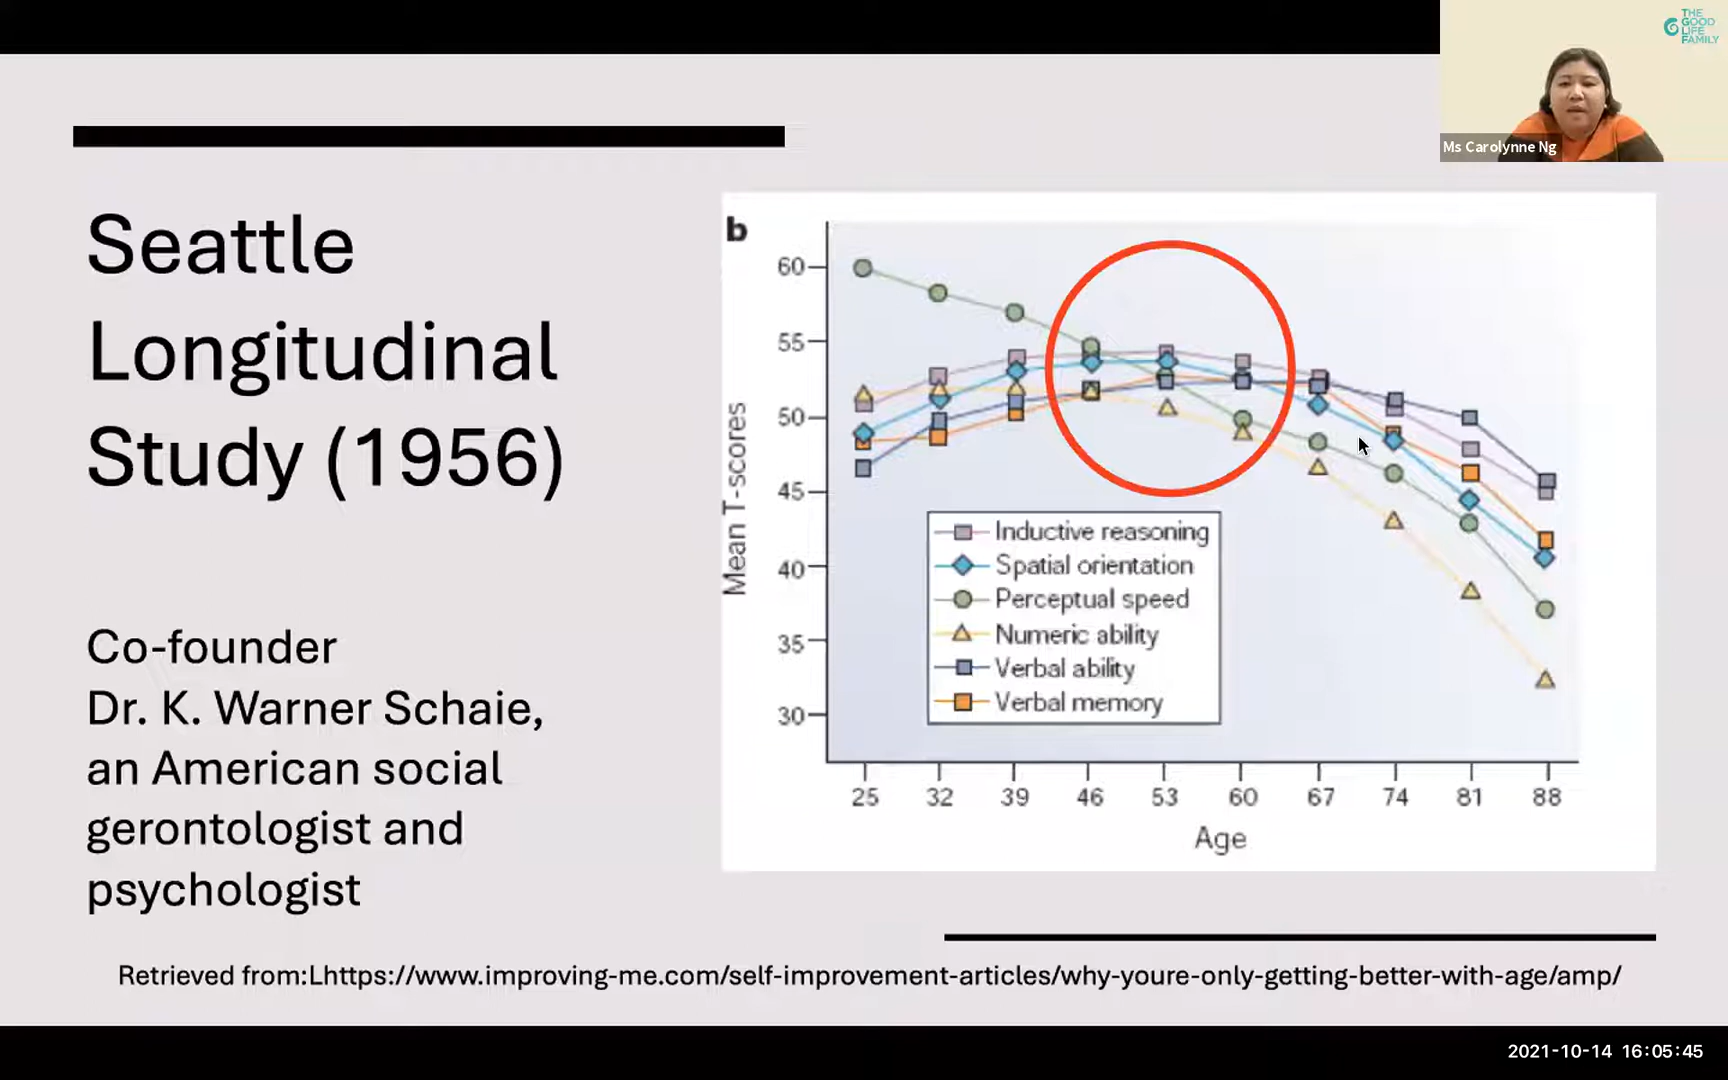 THE
GOOD
LIFE
FAMILY
Ms Carolynne Ng
Seattle
Longitudinal
Study (1956)
Co-founder
Dr. K. Warner Schaie,
an American social
gerontologist and
psychologist
b
Mean T-scores
60
55
50
45
40
35
30
Inductive reasoning
Spatial orientation
Perceptual speed
Numeric ability
Verbal ability
Verbal memory
25 32 39 46 53 60 67 74 81 88
Age
Retrieved from:Lhttps://www.improving-me.com/self-improvement-articles/why-youre-only-getting-better-with-age/amp/
2021-10-14 16:05:45